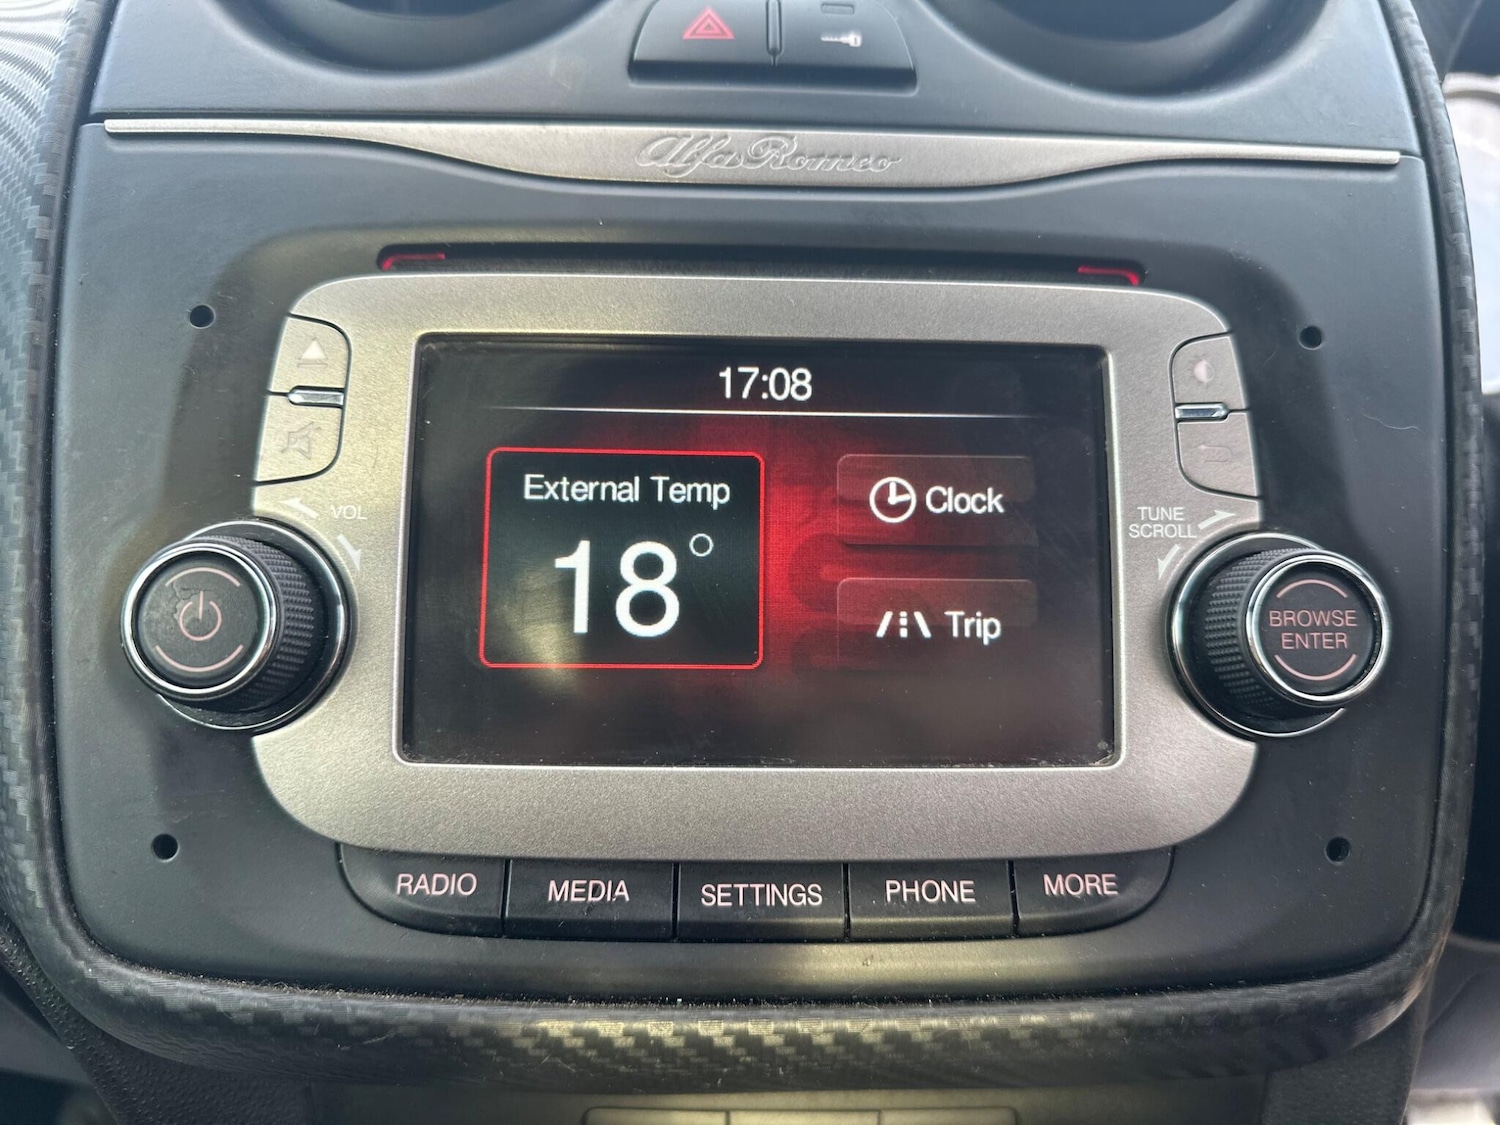 Alfa Romeo
17:08
External Temp
18°
Clock
Trip
VOL
TUNE
SCROLL
BROWSE
ENTER
RADIO
MEDIA
SETTINGS
PHONE
MORE